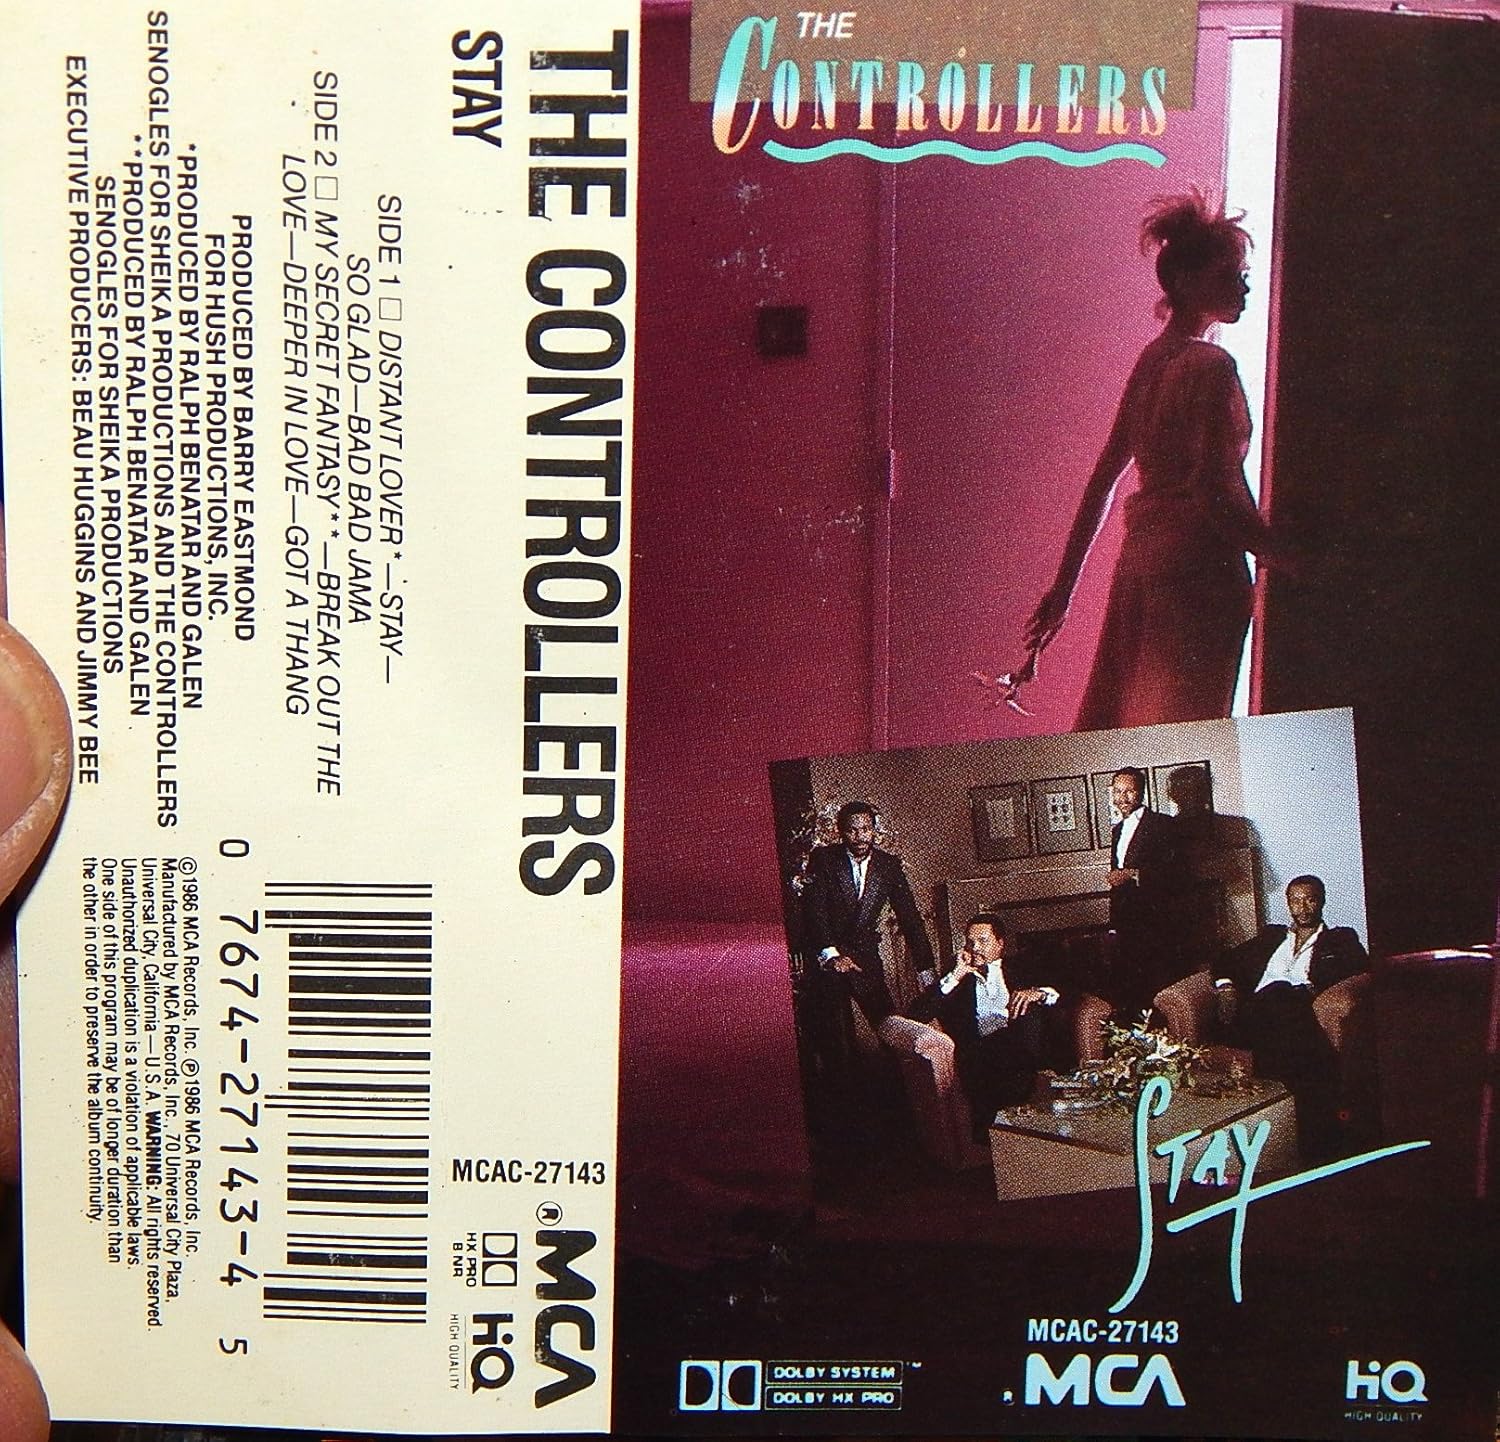 THE
CONTROLLERS
STAY
MCAC-27143
MCA
®
DOLBY SYSTEM
™
DOLBY HX PRO
HiQ
HIGH QUALITY
THE CONTROLLERS
STAY
MCAC-27143
MCA
®
HX PRO
B NR
HiQ
HIGH QUALITY
SIDE 1 □ DISTANT LOVER*—STAY—
SO GLAD—BAD BAD JAMA
SIDE 2 □ MY SECRET FANTASY**—BREAK OUT THE
LOVE—DEEPER IN LOVE—GOT A THANG
PRODUCED BY BARRY EASTMOND
FOR HUSH PRODUCTIONS, INC.
*PRODUCED BY RALPH BENATAR AND GALEN
SENOGLES FOR SHEIKA PRODUCTIONS AND THE CONTROLLERS
**PRODUCED BY RALPH BENATAR AND GALEN
SENOGLES FOR SHEIKA PRODUCTIONS
EXECUTIVE PRODUCERS: BEAU HUGGINS AND JIMMY BEE
0 7674-27143-4 5
©1986 MCA Records, Inc. ℗1986 MCA Records, Inc.
Manufactured by MCA Records, Inc., 70 Universal City Plaza,
Universal City, California—U.S.A. WARNING: All rights reserved.
Unauthorized duplication is a violation of applicable laws.
One side of this program may be of longer duration than
the other in order to preserve the album continuity.